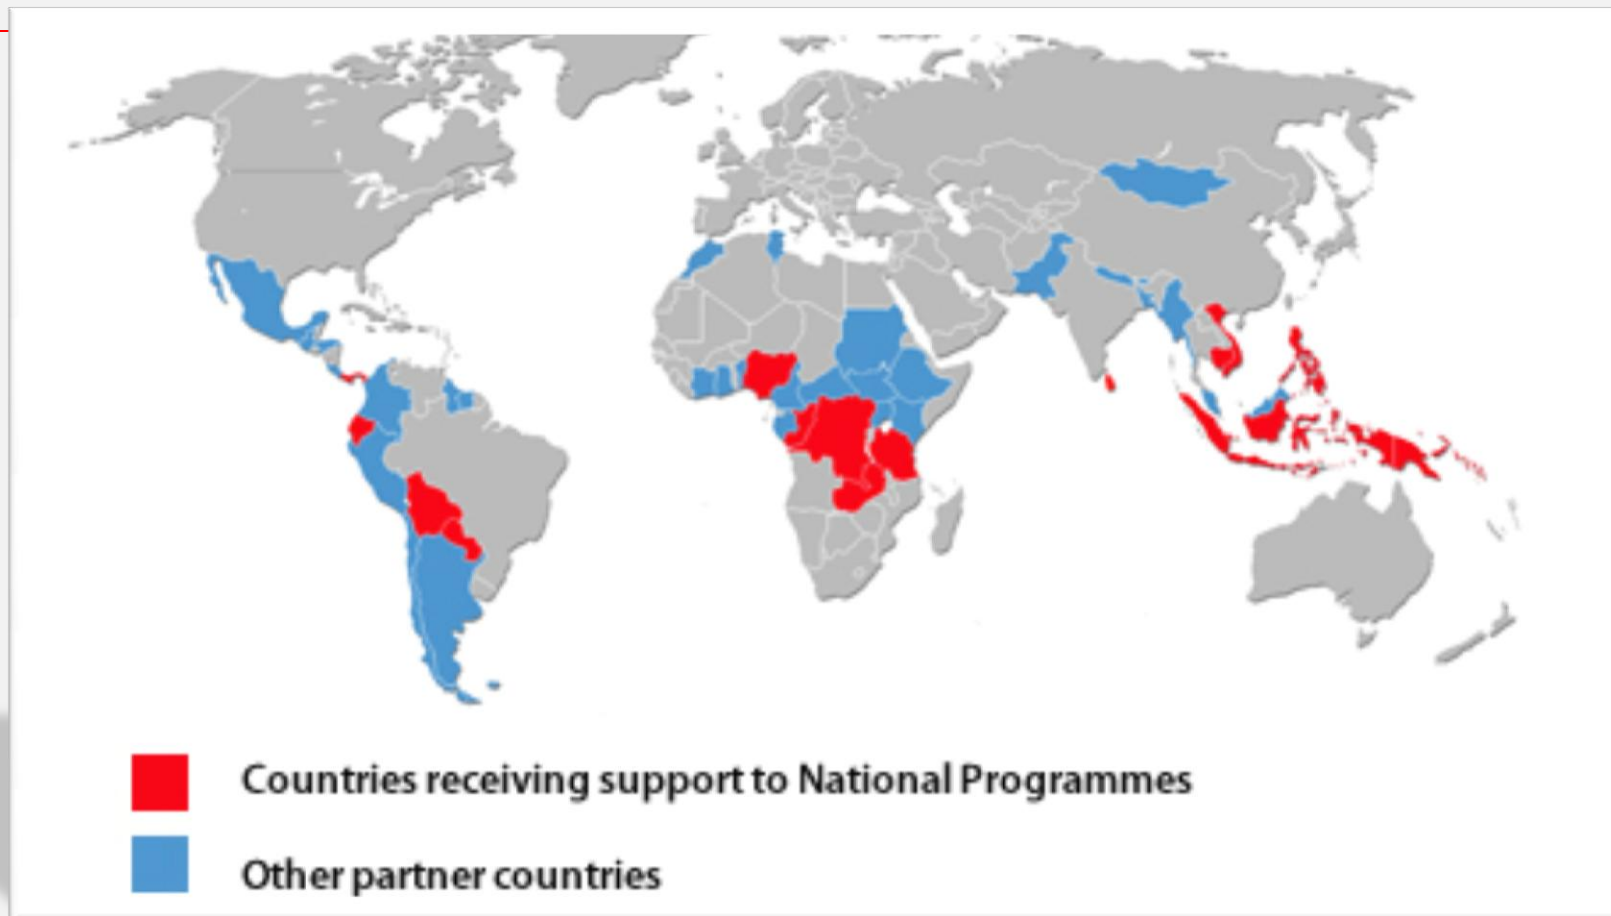 Countries receiving support to National Programmes
Other partner countries